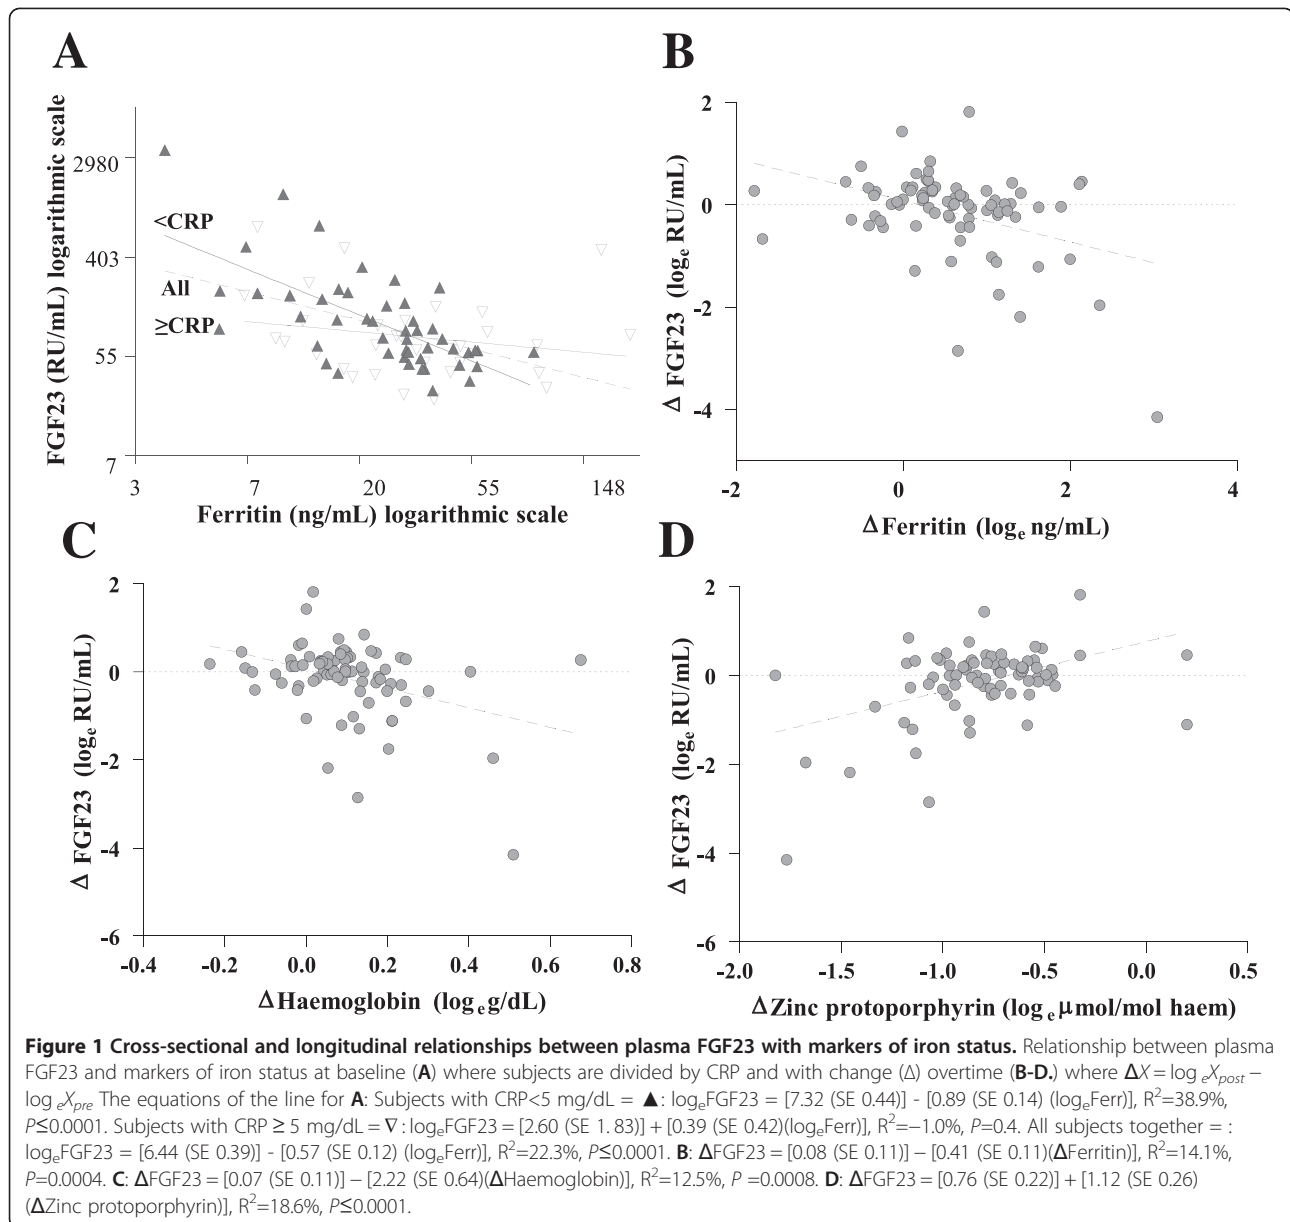 A
FGF23 (RU/mL) logarithmic scale
2980
403
55
7
<CRP
All
≥CRP
3 7 20 55 148
Ferritin (ng/mL) logarithmic scale
B
Δ FGF23 (logₑ RU/mL)
2
0
-2
-4
-2 0 2 4
ΔFerritin (logₑ ng/mL)
C
Δ FGF23 (logₑ RU/mL)
2
0
-2
-4
-6
-0.4 -0.2 0.0 0.2 0.4 0.6 0.8
ΔHaemoglobin (logₑ g/dL)
D
Δ FGF23 (logₑ RU/mL)
2
0
-2
-4
-6
-2.0 -1.5 -1.0 -0.5 0.0 0.5
ΔZinc protoporphyrin (logₑ μmol/mol haem)
Figure 1 Cross-sectional and longitudinal relationships between plasma FGF23 with markers of iron status. Relationship between plasma
FGF23 and markers of iron status at baseline (A) where subjects are divided by CRP and with change (Δ) overtime (B-D.) where ΔX = log ₑXpost −
log ₑXpre The equations of the line for A: Subjects with CRP<5 mg/dL = ▲: logₑFGF23 = [7.32 (SE 0.44)] - [0.89 (SE 0.14) (logₑFerr)], R²=38.9%,
P≤0.0001. Subjects with CRP ≥ 5 mg/dL = ∇ : logₑFGF23 = [2.60 (SE 1. 83)] + [0.39 (SE 0.42)(logₑFerr)], R²=−1.0%, P=0.4. All subjects together = :
logₑFGF23 = [6.44 (SE 0.39)] - [0.57 (SE 0.12) (logₑFerr)], R²=22.3%, P≤0.0001. B: ΔFGF23 = [0.08 (SE 0.11)] − [0.41 (SE 0.11)(ΔFerritin)], R²=14.1%,
P=0.0004. C: ΔFGF23 = [0.07 (SE 0.11)] − [2.22 (SE 0.64)(ΔHaemoglobin)], R²=12.5%, P =0.0008. D: ΔFGF23 = [0.76 (SE 0.22)] + [1.12 (SE 0.26)
(ΔZinc protoporphyrin)], R²=18.6%, P≤0.0001.